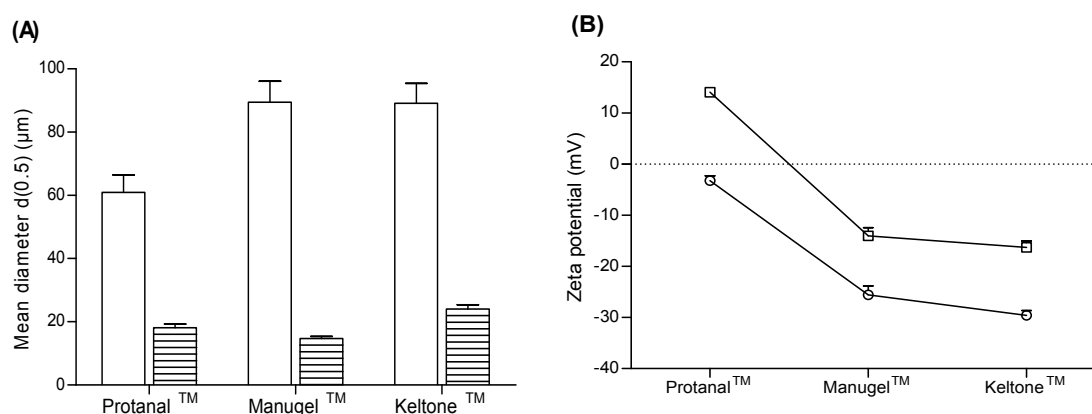 (A)
Mean diameter d(0.5) (μm)
100
80
60
40
20
0
Protanal ™
Manugel ™
Keltone ™
(B)
Zeta potential (mV)
20
10
0
-10
-20
-30
-40
Protanal™
Manugel™
Keltone™